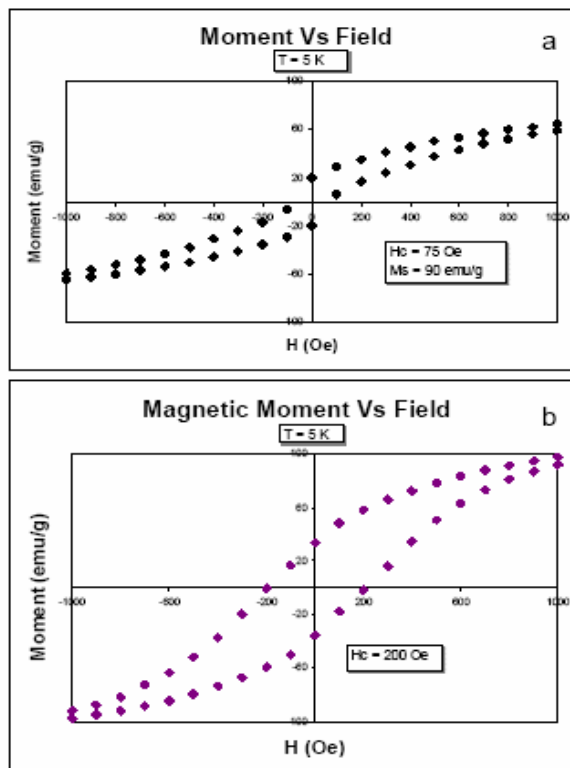 Moment Vs Field
a
T = 5 K
100
60
20
-1000 -800 -600 -400 -200 0 200 400 600 800 1000
-20
-60
-100
Moment (emu/g)
Hc = 75 Oe
Ms = 90 emu/g
H (Oe)
Magnetic Moment Vs Field
b
T = 5 K
100
60
20
-1000 -600 -200 200 600 1000
-20
-60
-100
Moment (emu/g)
Hc = 200 Oe
H (Oe)